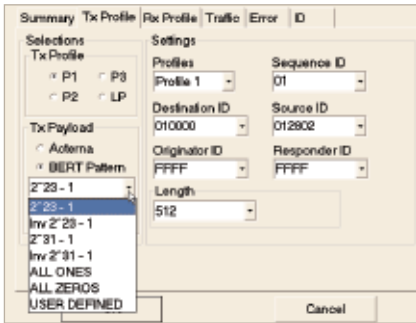 Summary Tx Profile Rx Profile Traffic Error ID
Selections
Tx Profile
P1 P3
P2 LP
Tx Payload
Acterna
BERT Pattern
2^23 - 1
2^23 - 1
Inv 2^23 - 1
2^31 - 1
Inv 2^31 - 1
ALL ONES
ALL ZEROS
USER DEFINED
Settings
Profiles Sequence ID
Profile 1 01
Destination ID Source ID
010000 012802
Originator ID Responder ID
FFFF FFFF
Length
512
Cancel